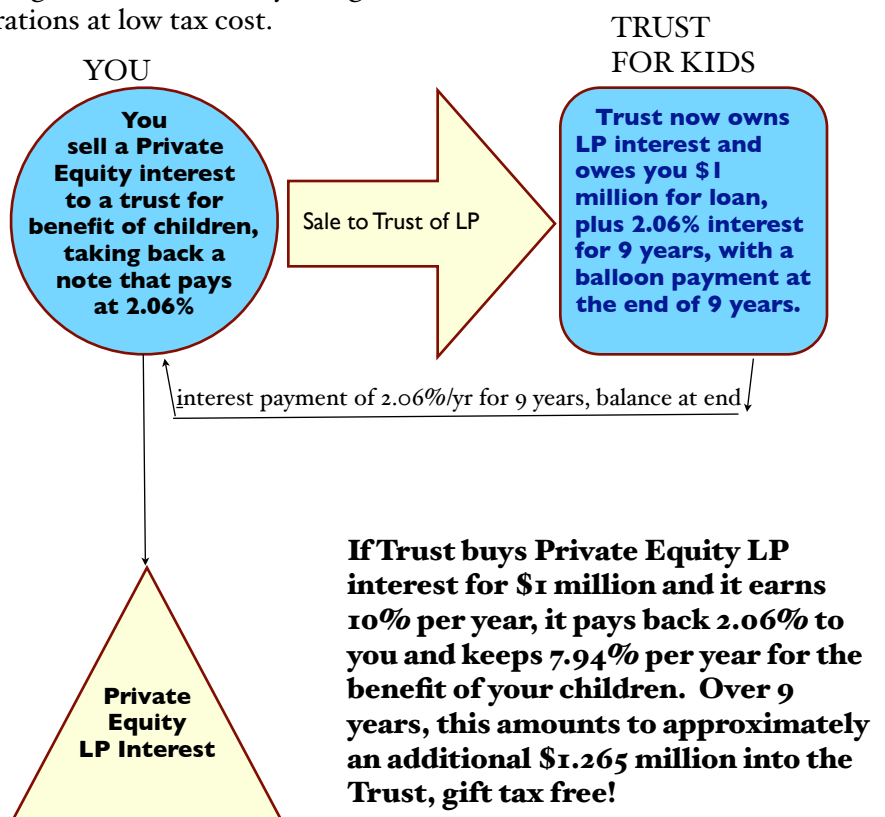 rations at low tax cost.
YOU
TRUST
FOR KIDS
You
sell a Private
Equity interest
to a trust for
benefit of children,
taking back a
note that pays
at 2.06%
Sale to Trust of LP
Trust now owns
LP interest and
owes you $1
million for loan,
plus 2.06% interest
for 9 years, with a
balloon payment at
the end of 9 years.
interest payment of 2.06%/yr for 9 years, balance at end
If Trust buys Private Equity LP
interest for $1 million and it earns
10% per year, it pays back 2.06% to
you and keeps 7.94% per year for the
benefit of your children. Over 9
years, this amounts to approximately
an additional $1.265 million into the
Trust, gift tax free!
Private
Equity
LP Interest